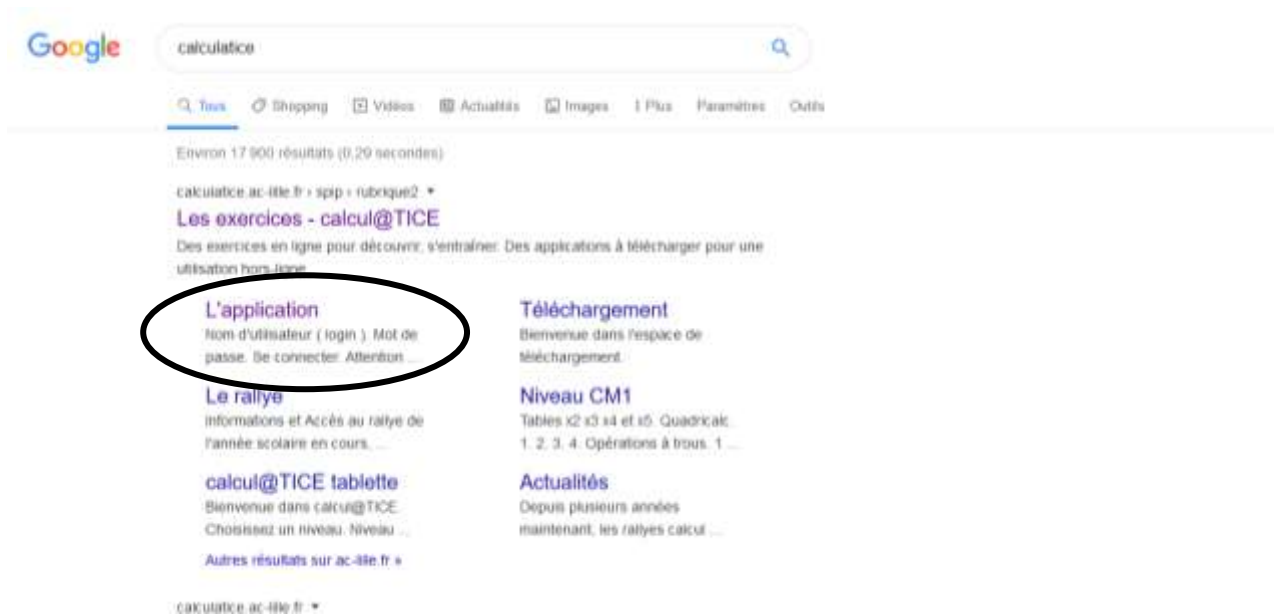 Google
calculatice
Tous Shopping Vidéos Actualités Images Plus Paramètres Outils
Environ 17 900 résultats (0,29 secondes)
calculatice.ac-lille.fr › spip › rubrique2
Les exercices - calcul@TICE
Des exercices en ligne pour découvrir, s'entraîner. Des applications à télécharger pour une
utilisation hors-ligne
L'application
Nom d'utilisateur ( login ). Mot de
passe. Se connecter. Attention ...
Téléchargement
Bienvenue dans l'espace de
téléchargement.
Le rallye
Informations et Accès au rallye de
l'année scolaire en cours. ...
Niveau CM1
Tables x2 x3 x4 et x5. Quadricalc.
1. 2. 3. 4. Opérations à trous. 1 ...
calcul@TICE tablette
Bienvenue dans calcul@TICE.
Choisissez un niveau. Niveau ...
Actualités
Depuis plusieurs années
maintenant, les rallyes calcul ...
Autres résultats sur ac-lille.fr »
calculatice.ac-lille.fr